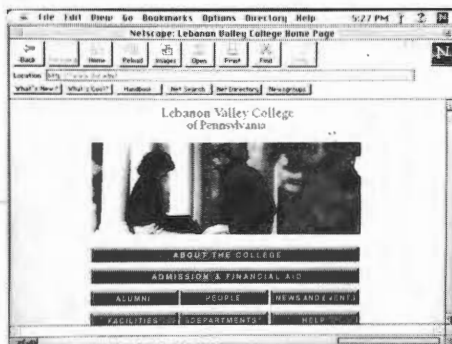 File Edit View Go Bookmarks Options Directory Help 5:27 PM
Netscape: Lebanon Valley College Home Page
Back Home Reload Images Open Print Find
Location:
What's New? What's Cool? Handbook Net Search Net Directory Newsgroups
Lebanon Valley College
of Pennsylvania
ABOUT THE COLLEGE
ADMISSION & FINANCIAL AID
ALUMNI PEOPLE NEWS AND EVENTS
FACILITIES DEPARTMENTS HELP